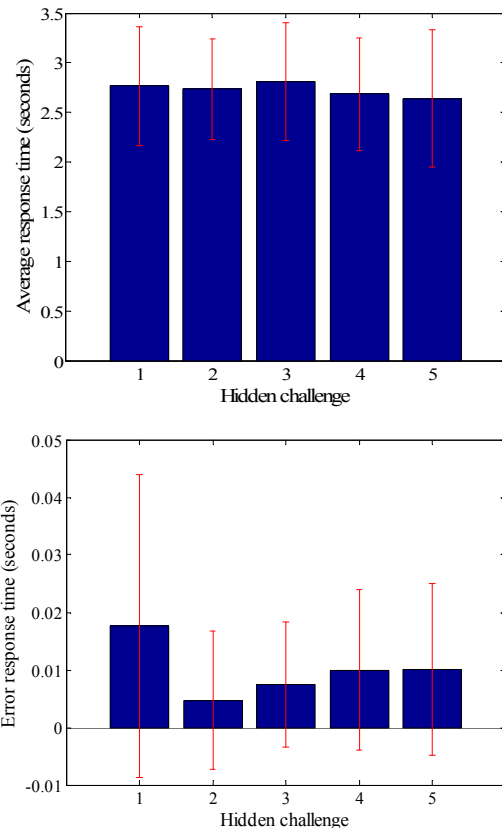 3.5
3
2.5
2
1.5
1
0.5
0
Average response time (seconds)
1 2 3 4 5
Hidden challenge
0.05
0.04
0.03
0.02
0.01
0
-0.01
Error response time (seconds)
1 2 3 4 5
Hidden challenge